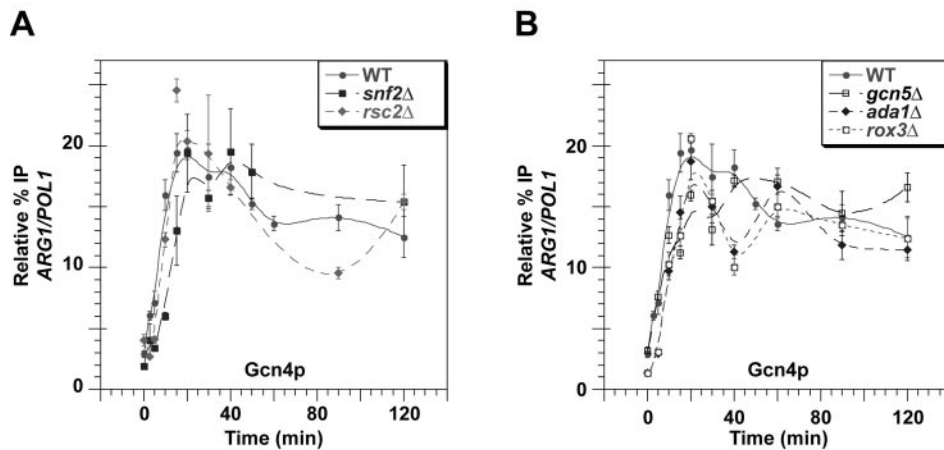 A
Relative % IP
ARG1/POL1
20
10
0
WT
snf2Δ
rsc2Δ
Gcn4p
0 40 80 120
Time (min)
B
Relative % IP
ARG1/POL1
20
10
0
WT
gcn5Δ
ada1Δ
rox3Δ
Gcn4p
0 40 80 120
Time (min)